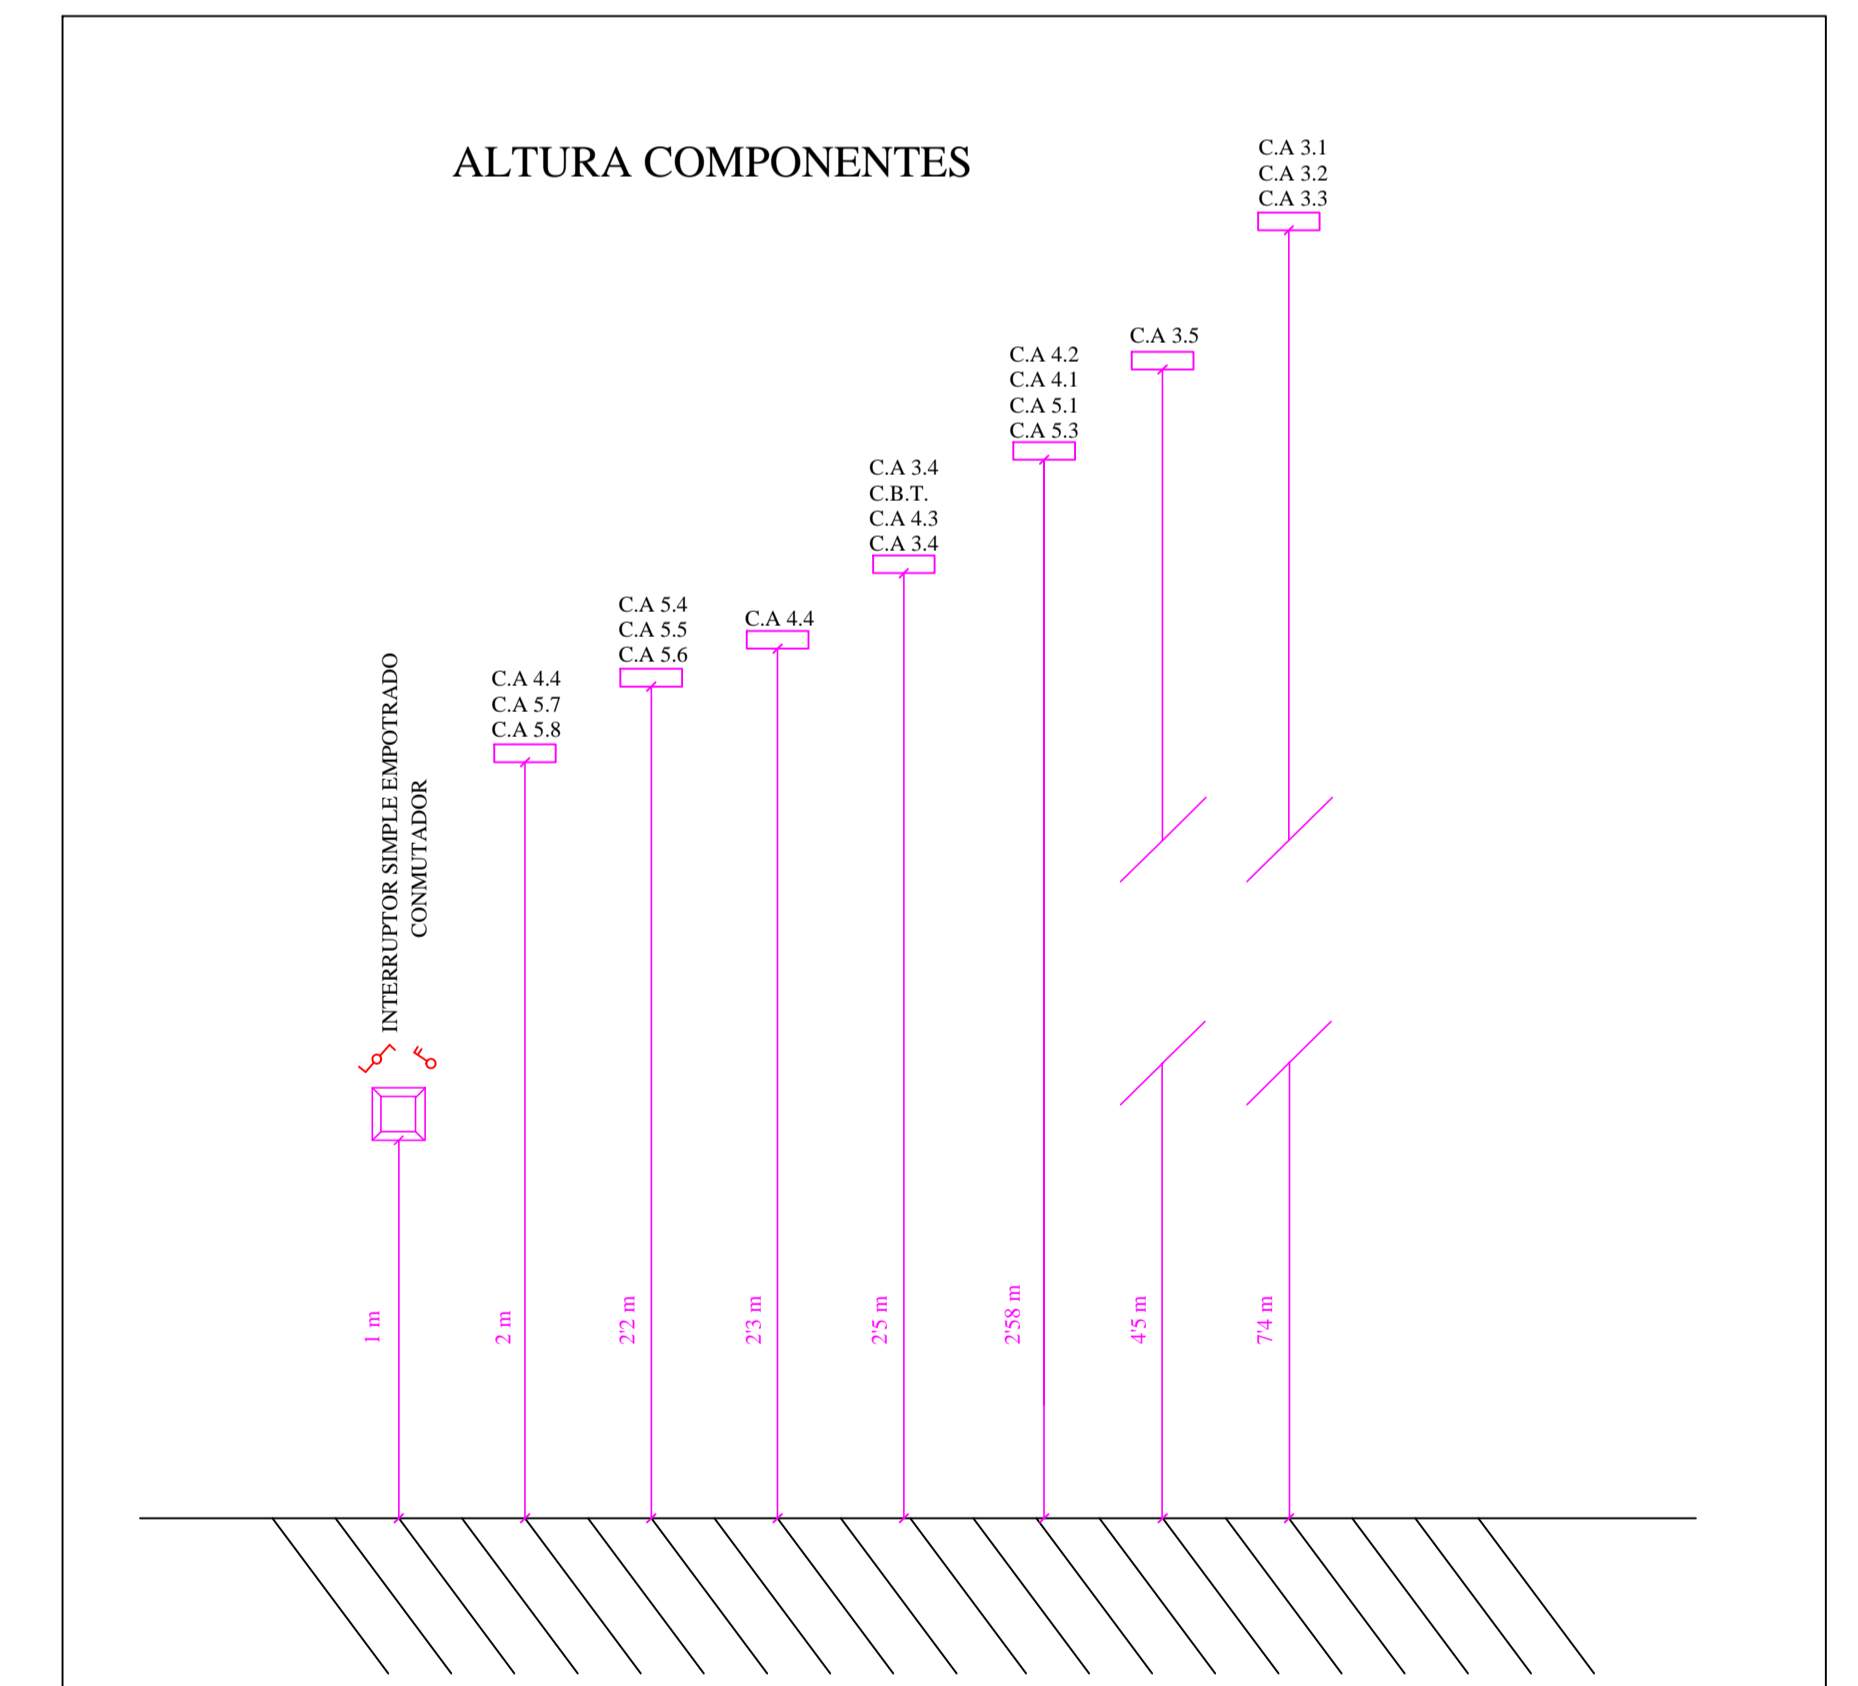 ALTURA COMPONENTES
INTERRUPTOR SIMPLE EMPOTRADO
CONMUTADOR
1 m
C.A 4.4
C.A 5.7
C.A 5.8
2 m
C.A 5.4
C.A 5.5
C.A 5.6
2'2 m
C.A 4.4
2'3 m
C.A 3.4
C.B.T.
C.A 4.3
C.A 3.4
2'5 m
C.A 4.2
C.A 4.1
C.A 5.1
C.A 5.3
2'58 m
C.A 3.5
4'5 m
C.A 3.1
C.A 3.2
C.A 3.3
7'4 m